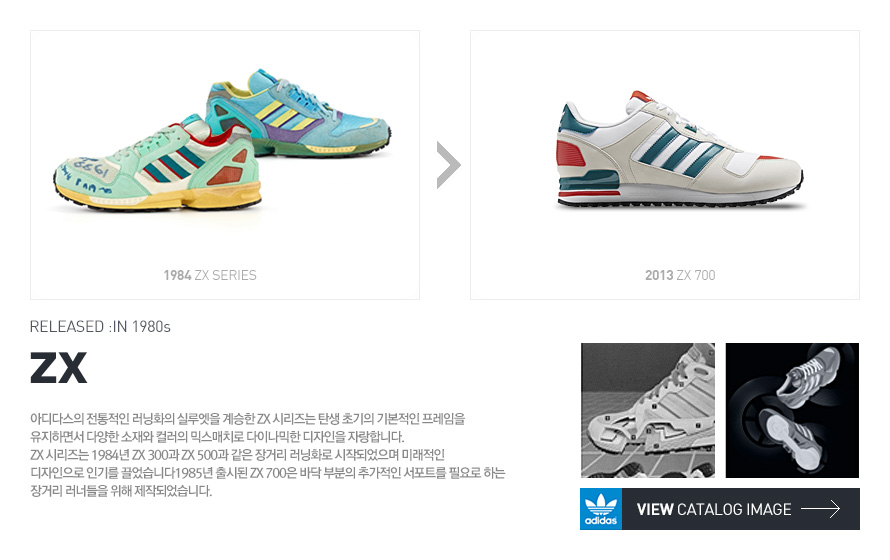 1984 ZX SERIES
2013 ZX 700
RELEASED :IN 1980s
ZX
아디다스의 전통적인 러닝화의 실루엣을 계승한 ZX 시리즈는 탄생 초기의 기본적인 프레임을
유지하면서 다양한 소재와 컬러의 믹스매치로 다이나믹한 디자인을 자랑합니다.
ZX 시리즈는 1984년 ZX 300과 ZX 500과 같은 장거리 러닝화로 시작되었으며 미래적인
디자인으로 인기를 끌었습니다1985년 출시된 ZX 700은 바닥 부분의 추가적인 서포트를 필요로 하는
장거리 러너들을 위해 제작되었습니다.
adidas
VIEW CATALOG IMAGE